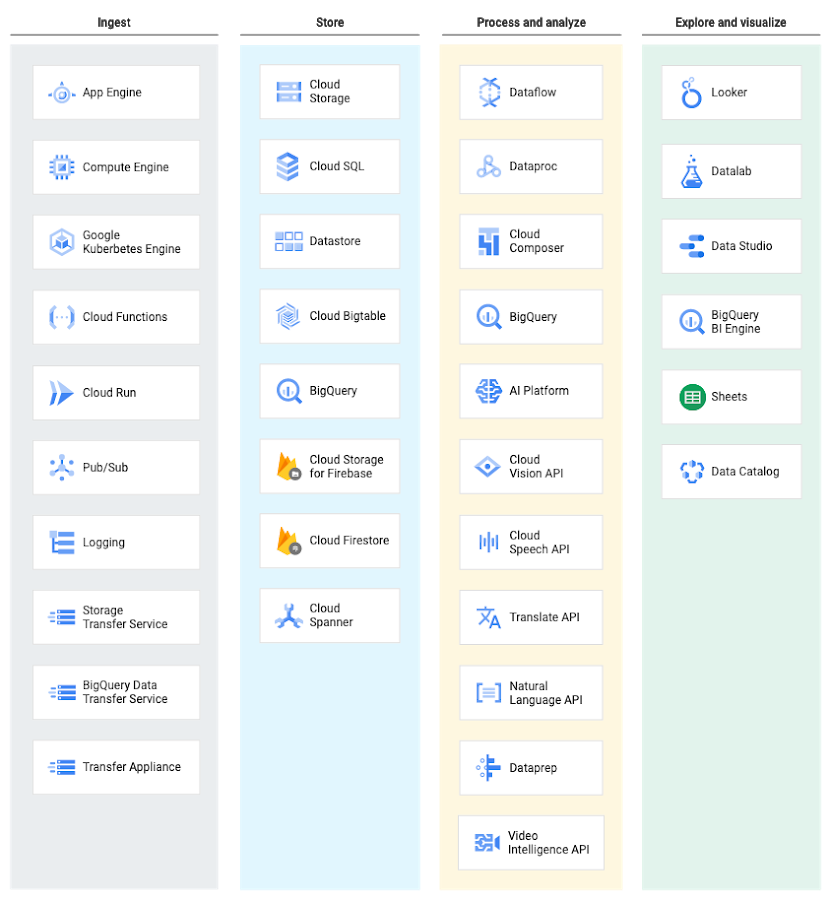 Ingest
App Engine
Compute Engine
Google
Kuberbetes Engine
Cloud Functions
Cloud Run
Pub/Sub
Logging
Storage
Transfer Service
BigQuery Data
Transfer Service
Transfer Appliance
Store
Cloud
Storage
Cloud SQL
Datastore
Cloud Bigtable
BigQuery
Cloud Storage
for Firebase
Cloud Firestore
Cloud
Spanner
Process and analyze
Dataflow
Dataproc
Cloud
Composer
BigQuery
AI Platform
Cloud
Vision API
Cloud
Speech API
Translate API
Natural
Language API
Dataprep
Video
Intelligence API
Explore and visualize
Looker
Datalab
Data Studio
BigQuery
BI Engine
Sheets
Data Catalog